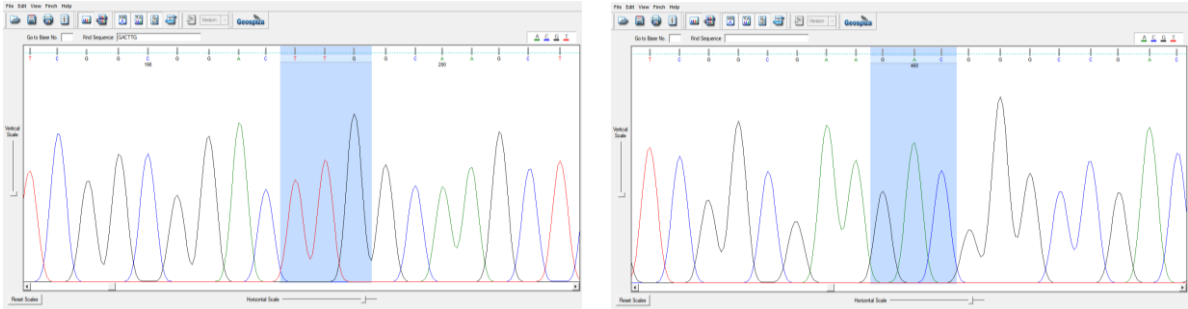 File Edit View Finch Help
Version
Geospiza
Go to Base No.
Find Sequence GACTTG
A C G T
T C G G C G G A C T T G G C A A G C T
190 200
Vertical Scale
Reset Scales
Horizontal Scale
File Edit View Finch Help
Version
Geospiza
Go to Base No.
Find Sequence
A C G T
T C G G C G A A G A C G G G C C G A C
460
Vertical Scale
Reset Scales
Horizontal Scale